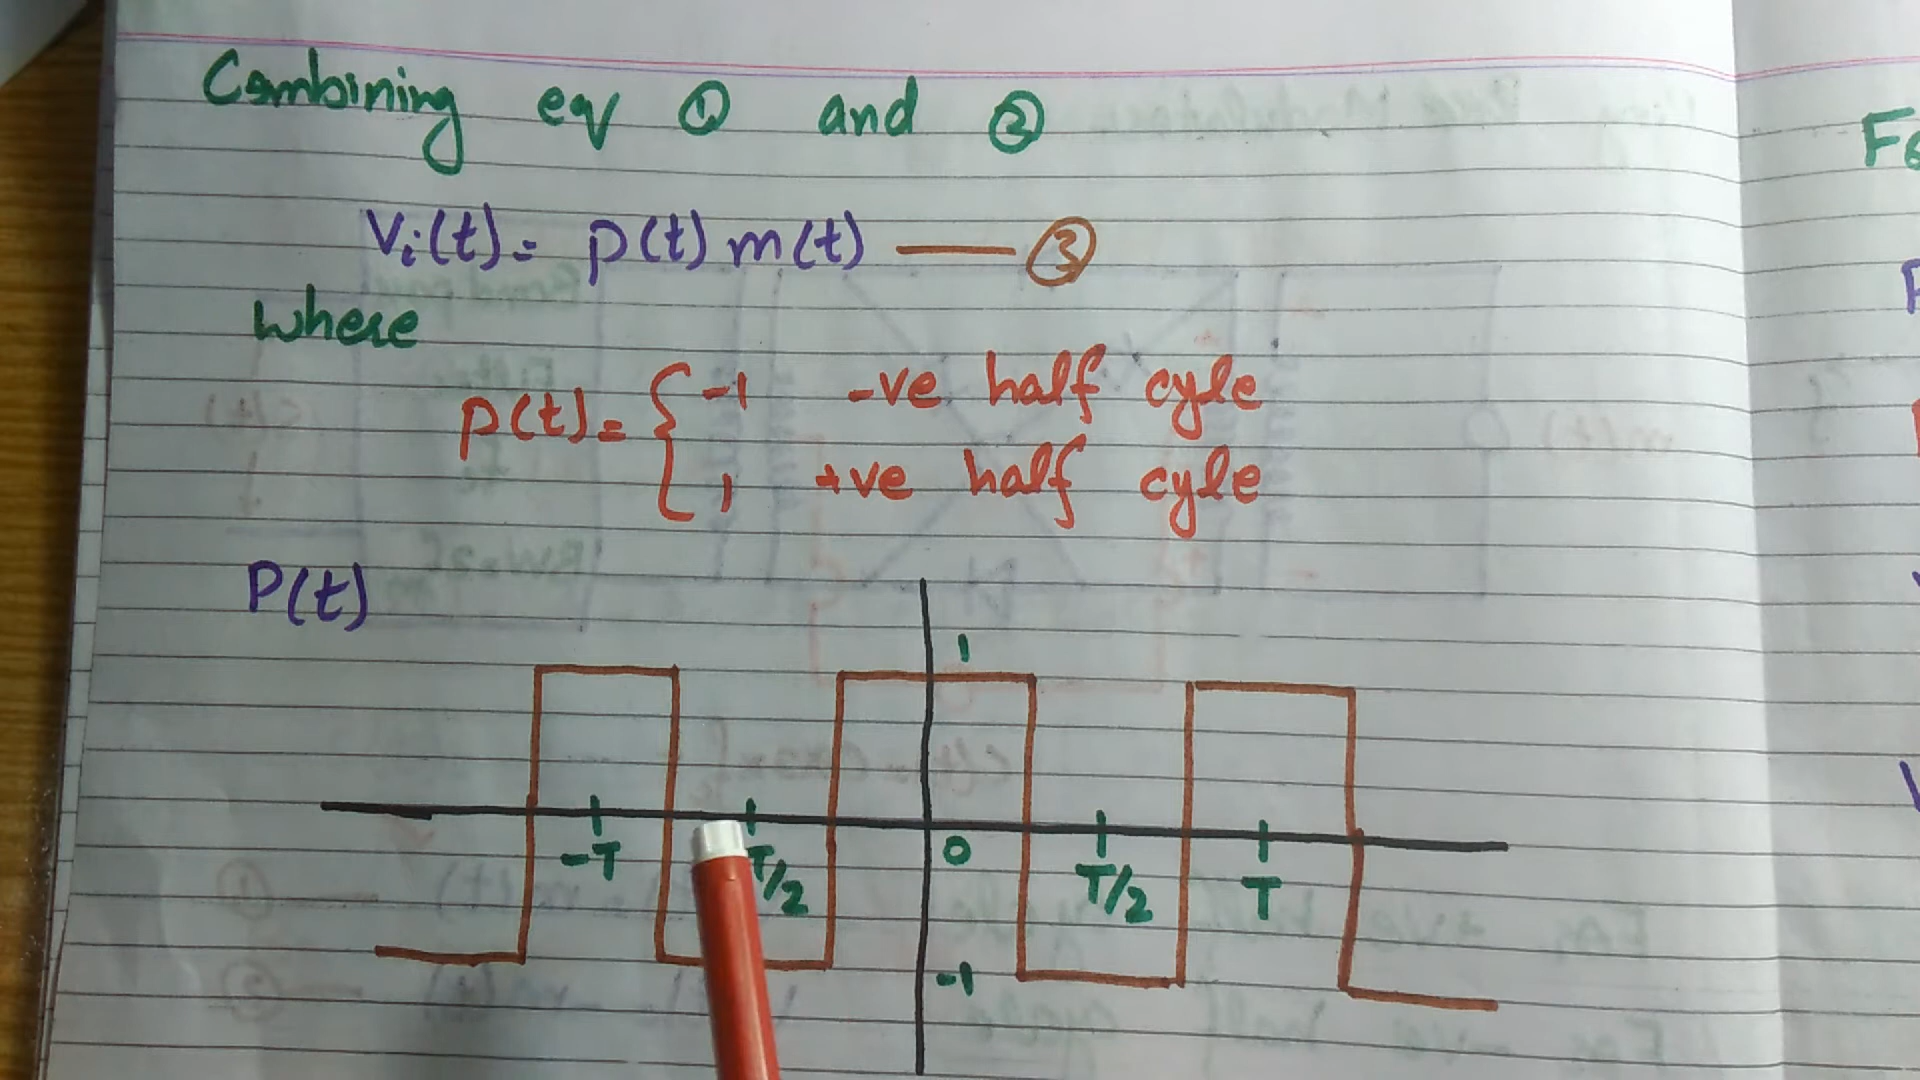 Combining eq ① and ②
Vi(t) = p(t) m(t) — ③
where
p(t) = { -1 -ve half cyle
1 +ve half cyle
P(t)
1
-T T/2 0 T/2 T
-1